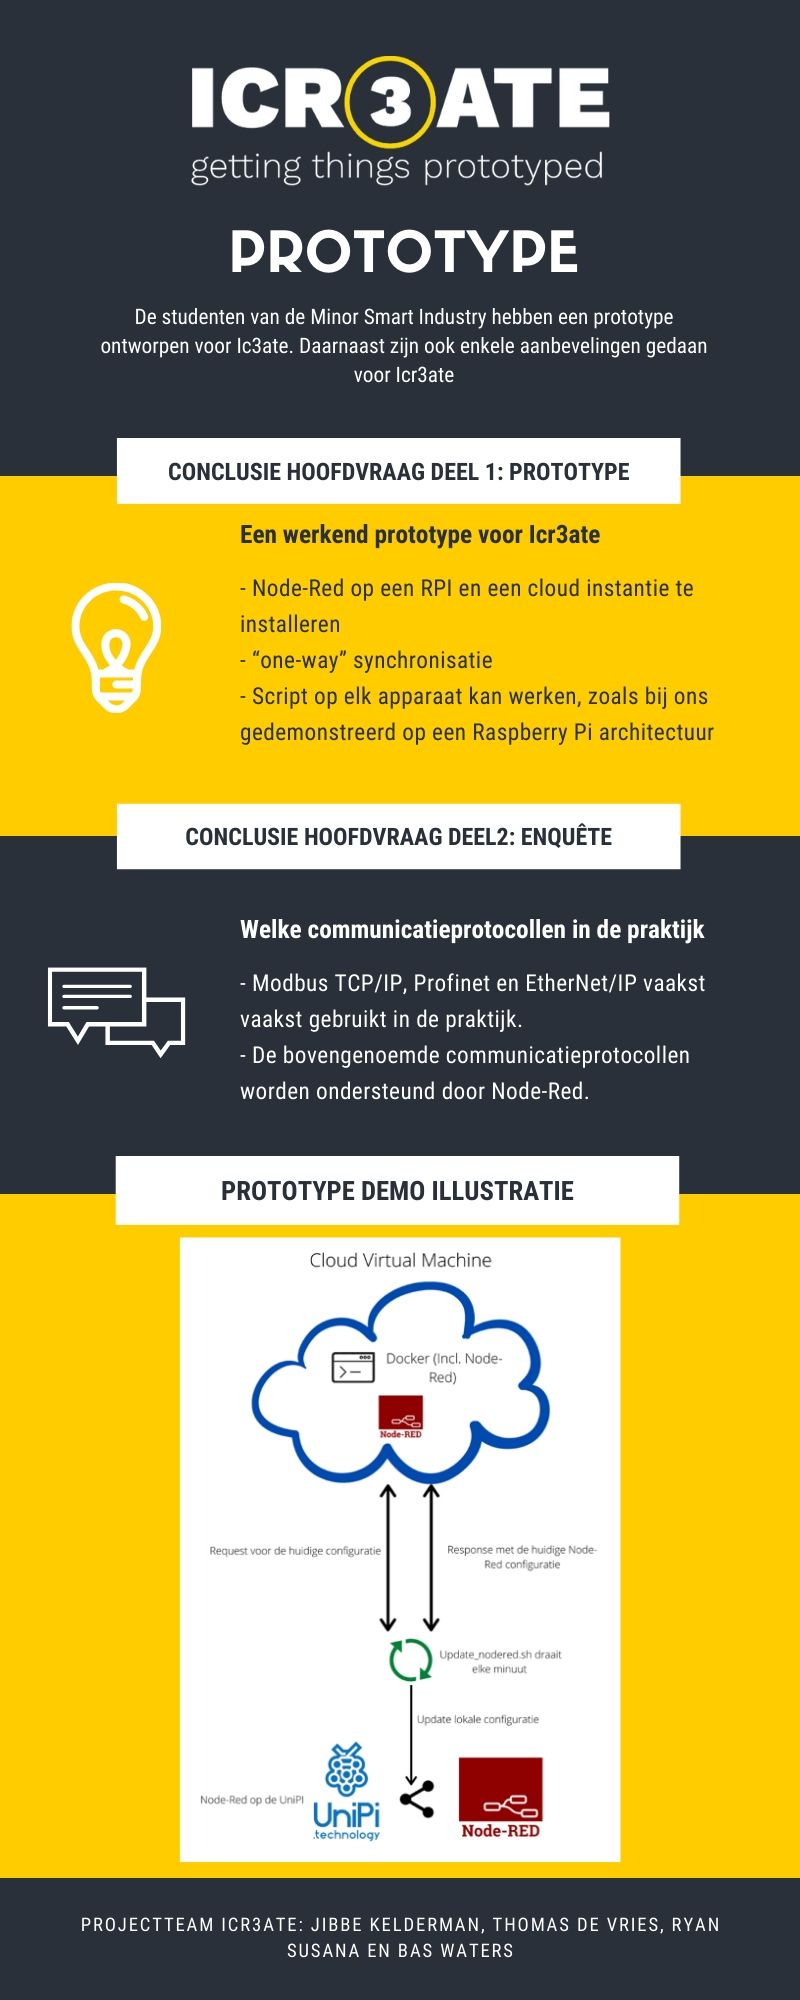 ICR3ATE
getting things prototyped
PROTOTYPE
De studenten van de Minor Smart Industry hebben een prototype
ontworpen voor Ic3ate. Daarnaast zijn ook enkele aanbevelingen gedaan
voor Icr3ate
CONCLUSIE HOOFDVRAAG DEEL 1: PROTOTYPE
Een werkend prototype voor Icr3ate
- Node-Red op een RPI en een cloud instantie te
installeren
- “one-way” synchronisatie
- Script op elk apparaat kan werken, zoals bij ons
gedemonstreerd op een Raspberry Pi architectuur
CONCLUSIE HOOFDVRAAG DEEL2: ENQUÊTE
Welke communicatieprotocollen in de praktijk
- Modbus TCP/IP, Profinet en EtherNet/IP vaakst
vaakst gebruikt in de praktijk.
- De bovengenoemde communicatieprotocollen
worden ondersteund door Node-Red.
PROTOTYPE DEMO ILLUSTRATIE
Cloud Virtual Machine
Docker (Incl. Node-
Red)
Node-RED
Request voor de huidige configuratie
Response met de huidige Node-
Red configuratie
Update_nodered.sh draait
elke minuut
Update lokale configuratie
Node-Red op de UniPI
UniPi
.technology
Node-RED
PROJECTTEAM ICR3ATE: JIBBE KELDERMAN, THOMAS DE VRIES, RYAN
SUSANA EN BAS WATERS